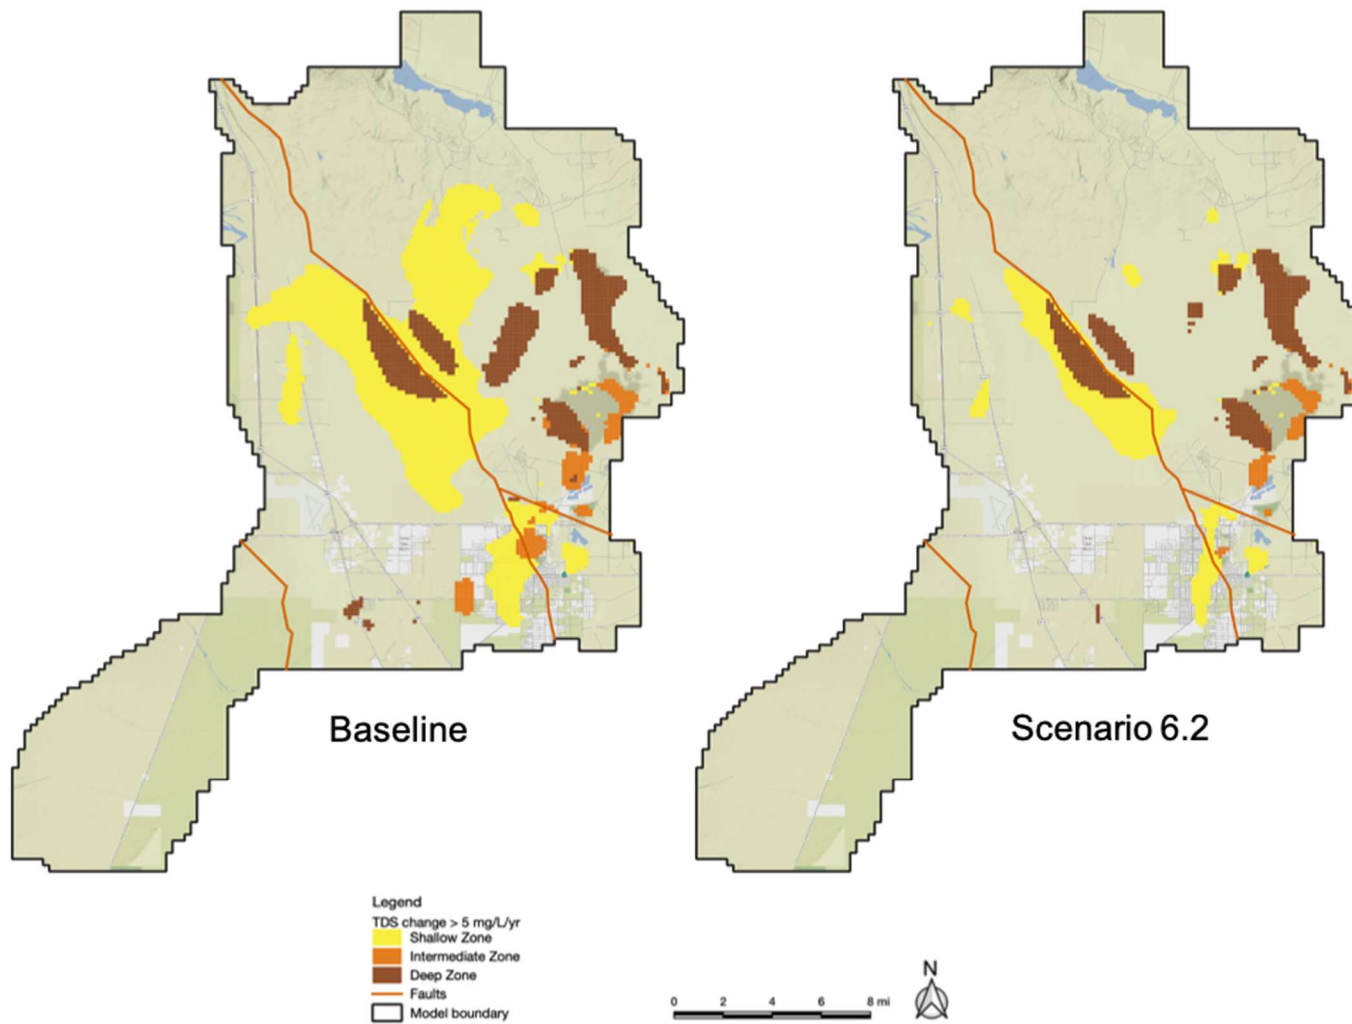 Baseline
Scenario 6.2
Legend
TDS change > 5 mg/L/yr
Shallow Zone
Intermediate Zone
Deep Zone
Faults
Model boundary
0 2 4 6 8 mi
N